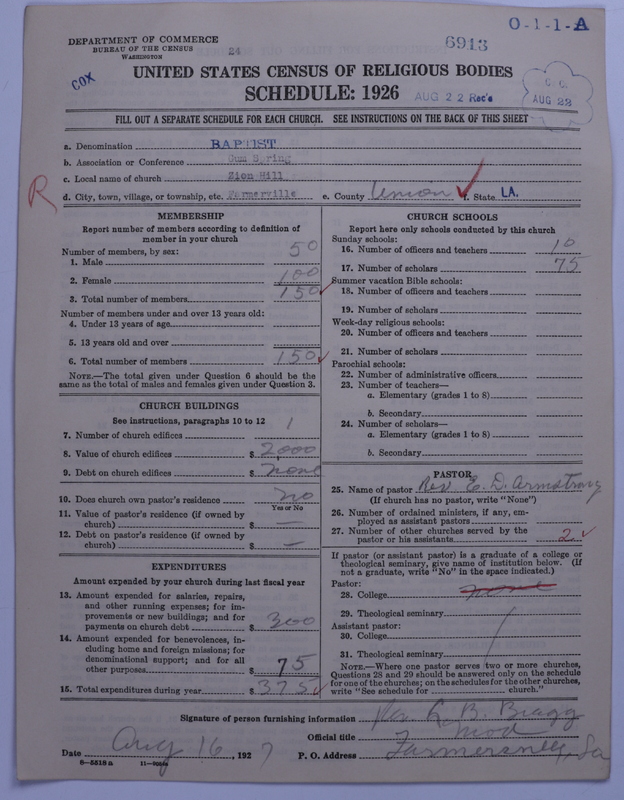 O-1-1-A
DEPARTMENT OF COMMERCE
BUREAU OF THE CENSUS
WASHINGTON
24
6913
COX
UNITED STATES CENSUS OF RELIGIOUS BODIES
SCHEDULE: 1926
AUG 22 Rec'd
C. C.
AUG 22
FILL OUT A SEPARATE SCHEDULE FOR EACH CHURCH. SEE INSTRUCTIONS ON THE BACK OF THIS SHEET
a. Denomination BAPTIST
b. Association or Conference Gum Spring
c. Local name of church Zion Hill
R
d. City, town, village, or township, etc. Farmerville e. County Union f. State LA.
MEMBERSHIP
Report number of members according to definition of
member in your church
Number of members, by sex:
1. Male 50
2. Female 100
3. Total number of members 150
Number of members under and over 13 years old:
4. Under 13 years of age
5. 13 years old and over
6. Total number of members 150
NOTE.—The total given under Question 6 should be the
same as the total of males and females given under Question 3.
CHURCH BUILDINGS
See instructions, paragraphs 10 to 12
7. Number of church edifices 1
8. Value of church edifices $ 2,000
9. Debt on church edifices $ none
10. Does church own pastor's residence no
Yes or No
11. Value of pastor's residence (if owned by
church) $ —
12. Debt on pastor's residence (if owned by
church) $ —
EXPENDITURES
Amount expended by your church during last fiscal year
13. Amount expended for salaries, repairs,
and other running expenses; for im-
provements or new buildings; and for
payments on church debt $ 300
14. Amount expended for benevolences, in-
cluding home and foreign missions; for
denominational support; and for all
other purposes $ 75
15. Total expenditures during year $ 375
CHURCH SCHOOLS
Report here only schools conducted by this church
Sunday schools:
16. Number of officers and teachers 10
17. Number of scholars 75
Summer vacation Bible schools:
18. Number of officers and teachers
19. Number of scholars
Week-day religious schools:
20. Number of officers and teachers
21. Number of scholars
Parochial schools:
22. Number of administrative officers
23. Number of teachers—
a. Elementary (grades 1 to 8)
b. Secondary
24. Number of scholars—
a. Elementary (grades 1 to 8)
b. Secondary
PASTOR
25. Name of pastor Rev E. D. Armstrong
(If church has no pastor, write "None")
26. Number of ordained ministers, if any, em-
ployed as assistant pastors
27. Number of other churches served by the
pastor or his assistants 2
If pastor (or assistant pastor) is a graduate of a college or
theological seminary, give name of institution below. (If
not a graduate, write "No" in the space indicated.)
Pastor:
28. College none
29. Theological seminary
Assistant pastor:
30. College
31. Theological seminary
NOTE.—Where one pastor serves two or more churches,
Questions 28 and 29 should be answered only on the schedule
for one of the churches; on the schedules for the other churches,
write "See schedule for church."
Signature of person furnishing information Rev B. Bragg
Official title Mod
Date Aug 16, 1927 P. O. Address Farmersville, La
8-5518a 11-